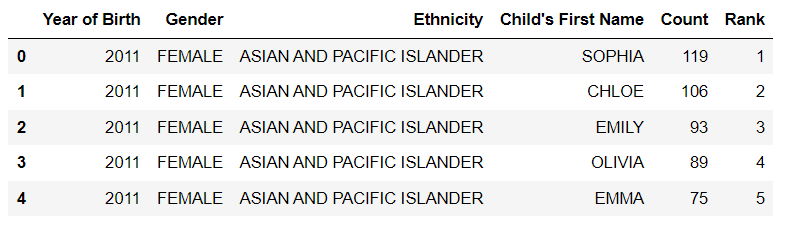 Year of Birth Gender Ethnicity Child's First Name Count Rank
0 2011 FEMALE ASIAN AND PACIFIC ISLANDER SOPHIA 119 1
1 2011 FEMALE ASIAN AND PACIFIC ISLANDER CHLOE 106 2
2 2011 FEMALE ASIAN AND PACIFIC ISLANDER EMILY 93 3
3 2011 FEMALE ASIAN AND PACIFIC ISLANDER OLIVIA 89 4
4 2011 FEMALE ASIAN AND PACIFIC ISLANDER EMMA 75 5